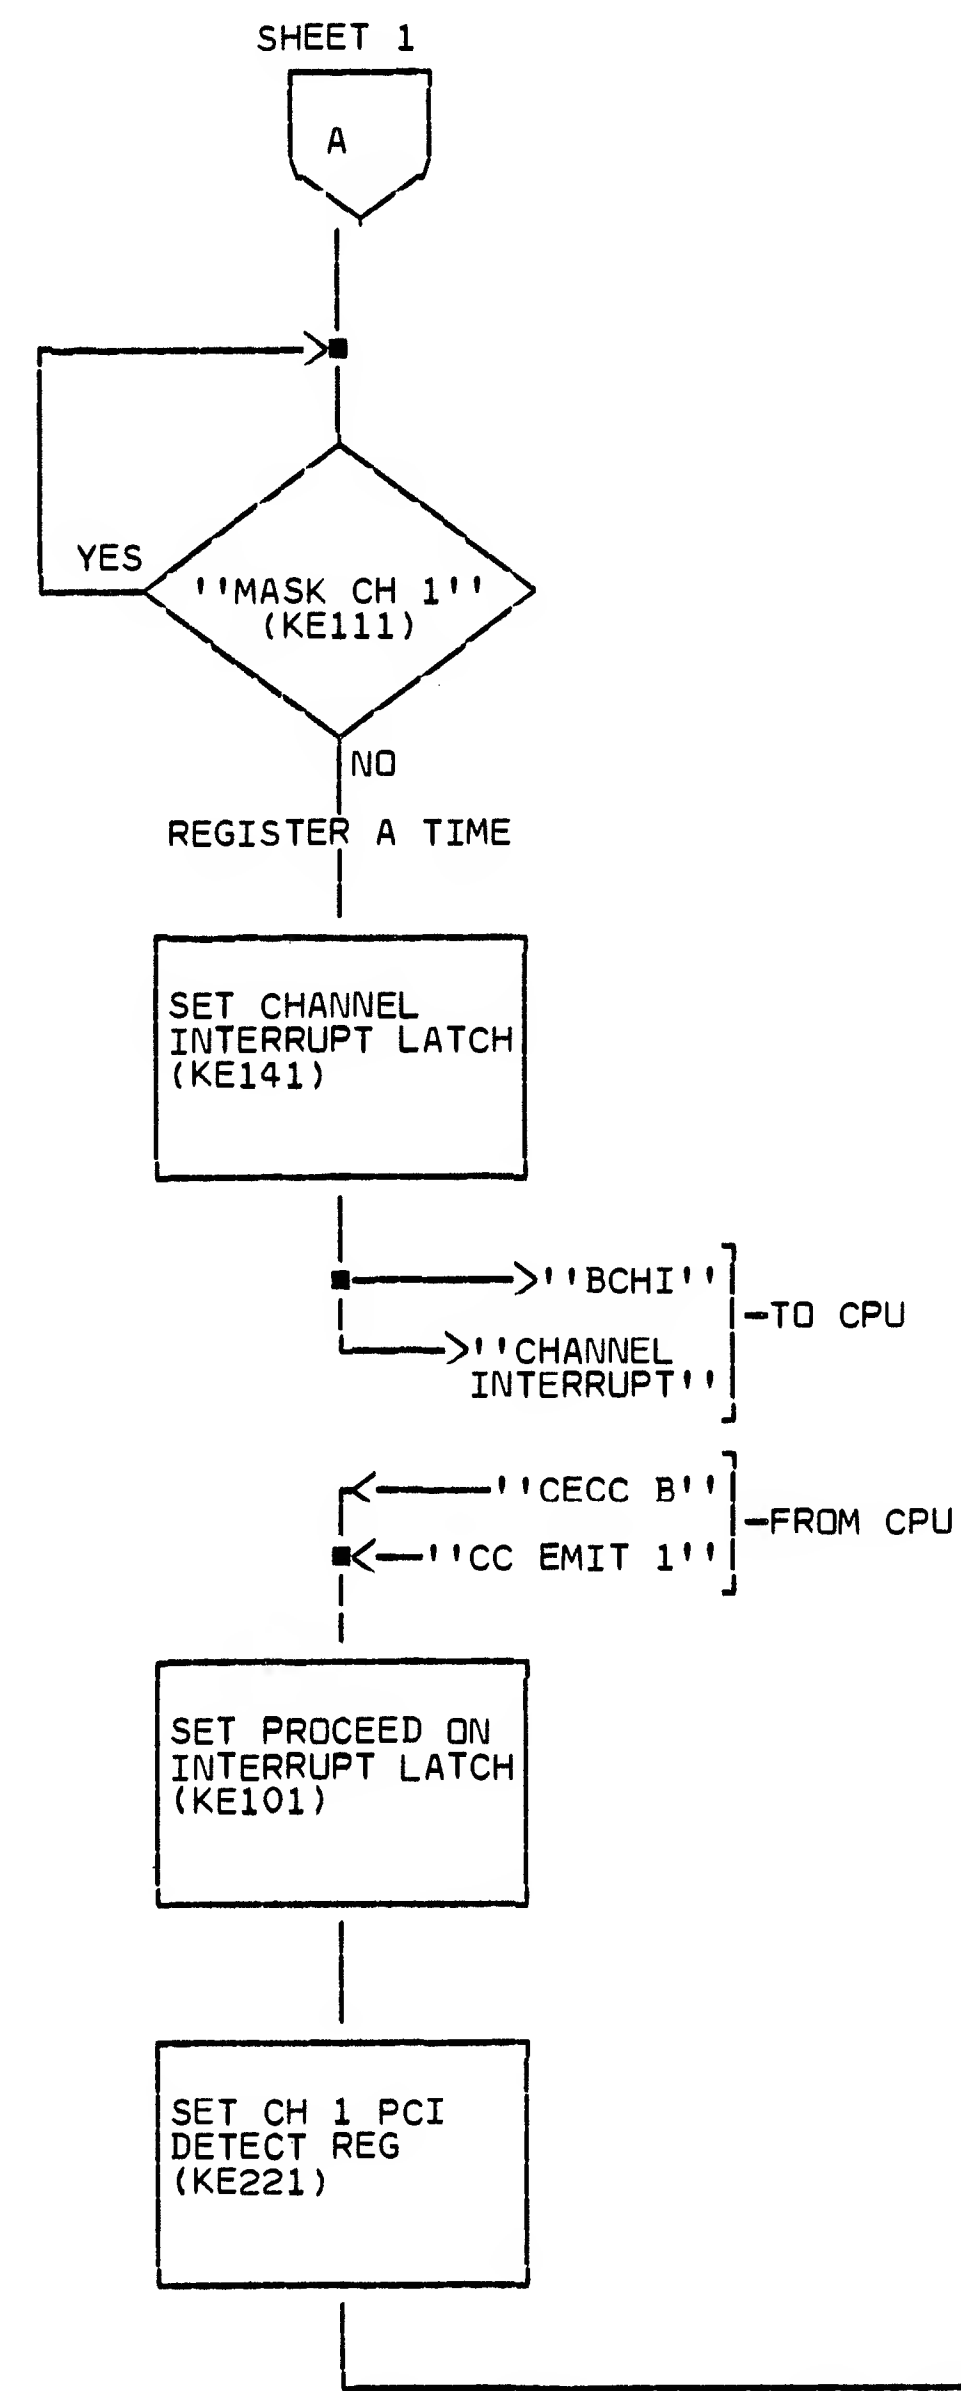 SHEET 1
A
YES
''MASK CH 1''
(KE111)
NO
REGISTER A TIME
SET CHANNEL
INTERRUPT LATCH
(KE141)
''BCHI''
-TO CPU
''CHANNEL
INTERRUPT''
''CECC B''
-FROM CPU
''CC EMIT 1''
SET PROCEED ON
INTERRUPT LATCH
(KE101)
SET CH 1 PCI
DETECT REG
(KE221)